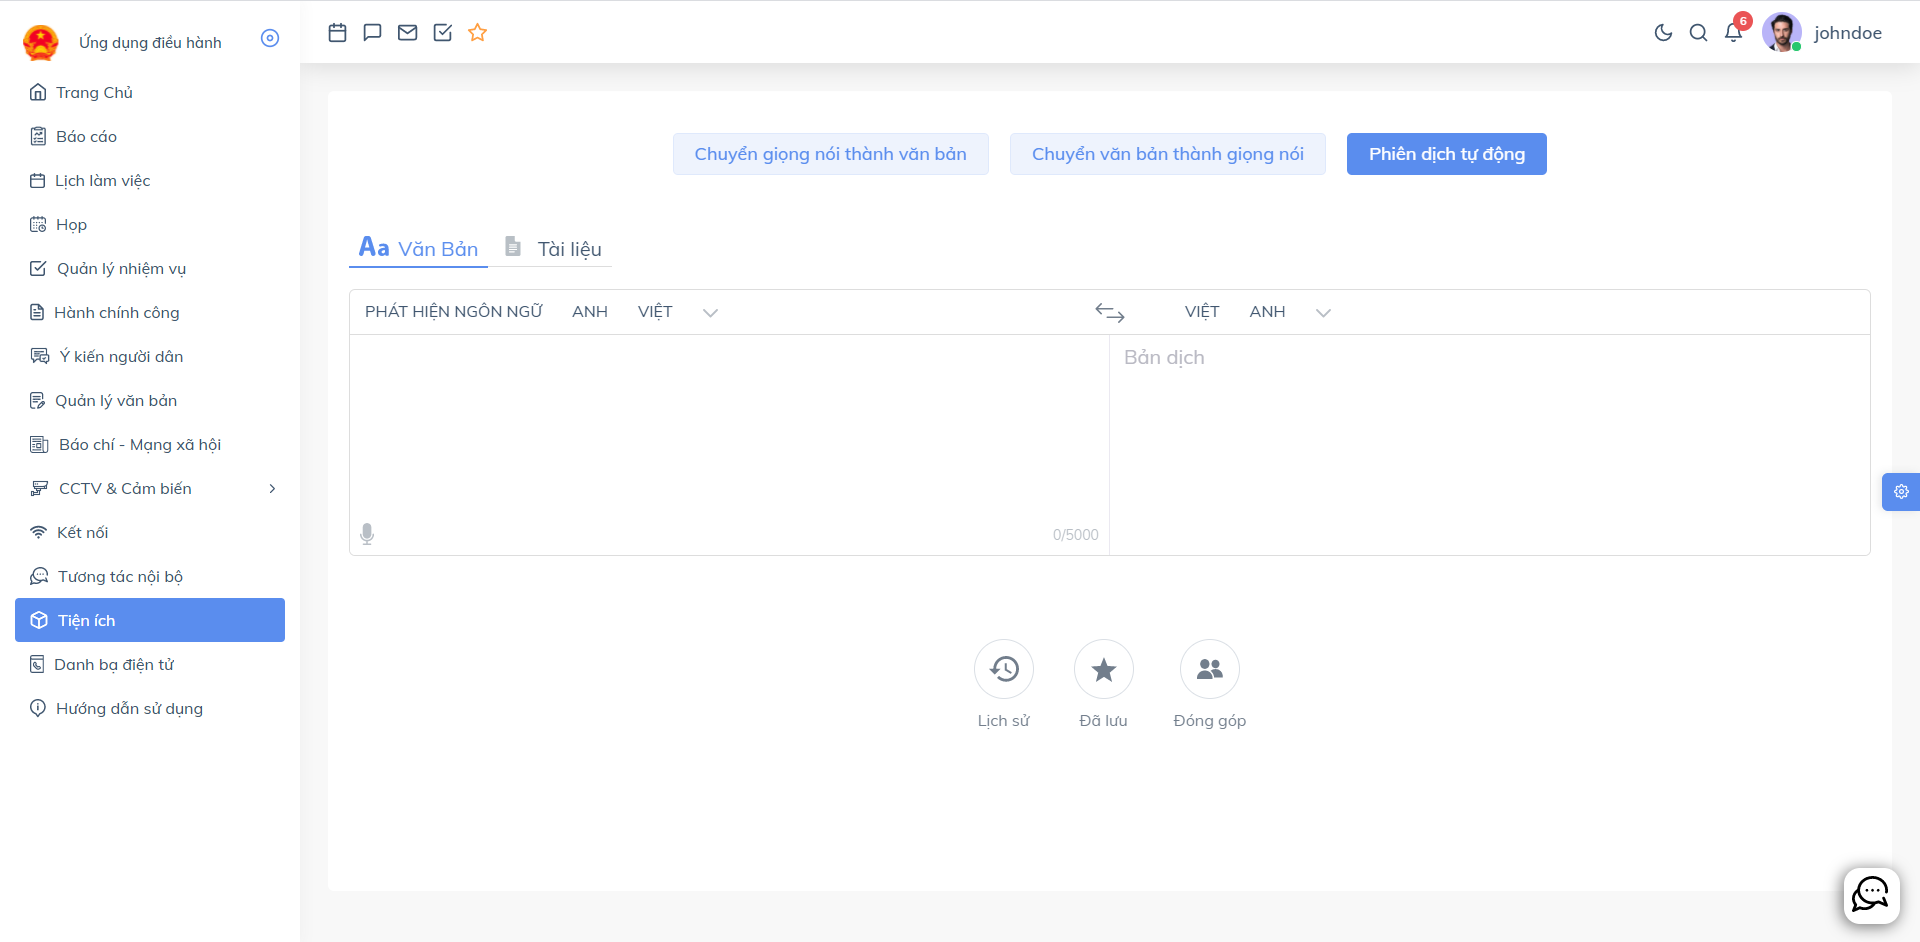 Ứng dụng điều hành
6
johndoe
Trang Chủ
Báo cáo
Lịch làm việc
Họp
Quản lý nhiệm vụ
Hành chính công
Ý kiến người dân
Quản lý văn bản
Báo chí - Mạng xã hội
CCTV & Cảm biến
Kết nối
Tương tác nội bộ
Tiện ích
Danh bạ điện tử
Hướng dẫn sử dụng
Chuyển giọng nói thành văn bản
Chuyển văn bản thành giọng nói
Phiên dịch tự động
Aa Văn Bản
Tài liệu
PHÁT HIỆN NGÔN NGỮ ANH VIỆT
VIỆT ANH
Bản dịch
0/5000
Lịch sử
Đã lưu
Đóng góp